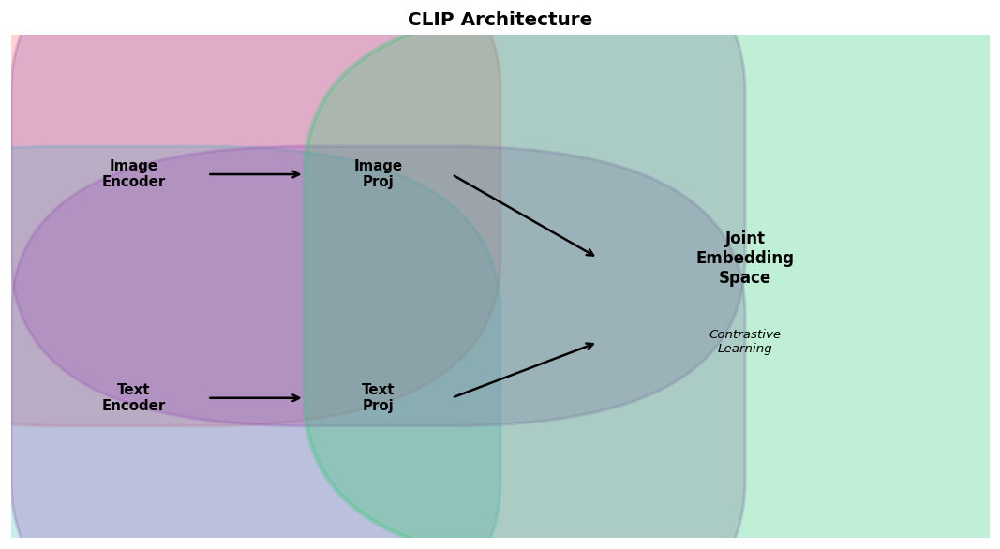 CLIP Architecture
Image
Encoder
Image
Proj
Joint
Embedding
Space
Contrastive
Learning
Text
Encoder
Text
Proj